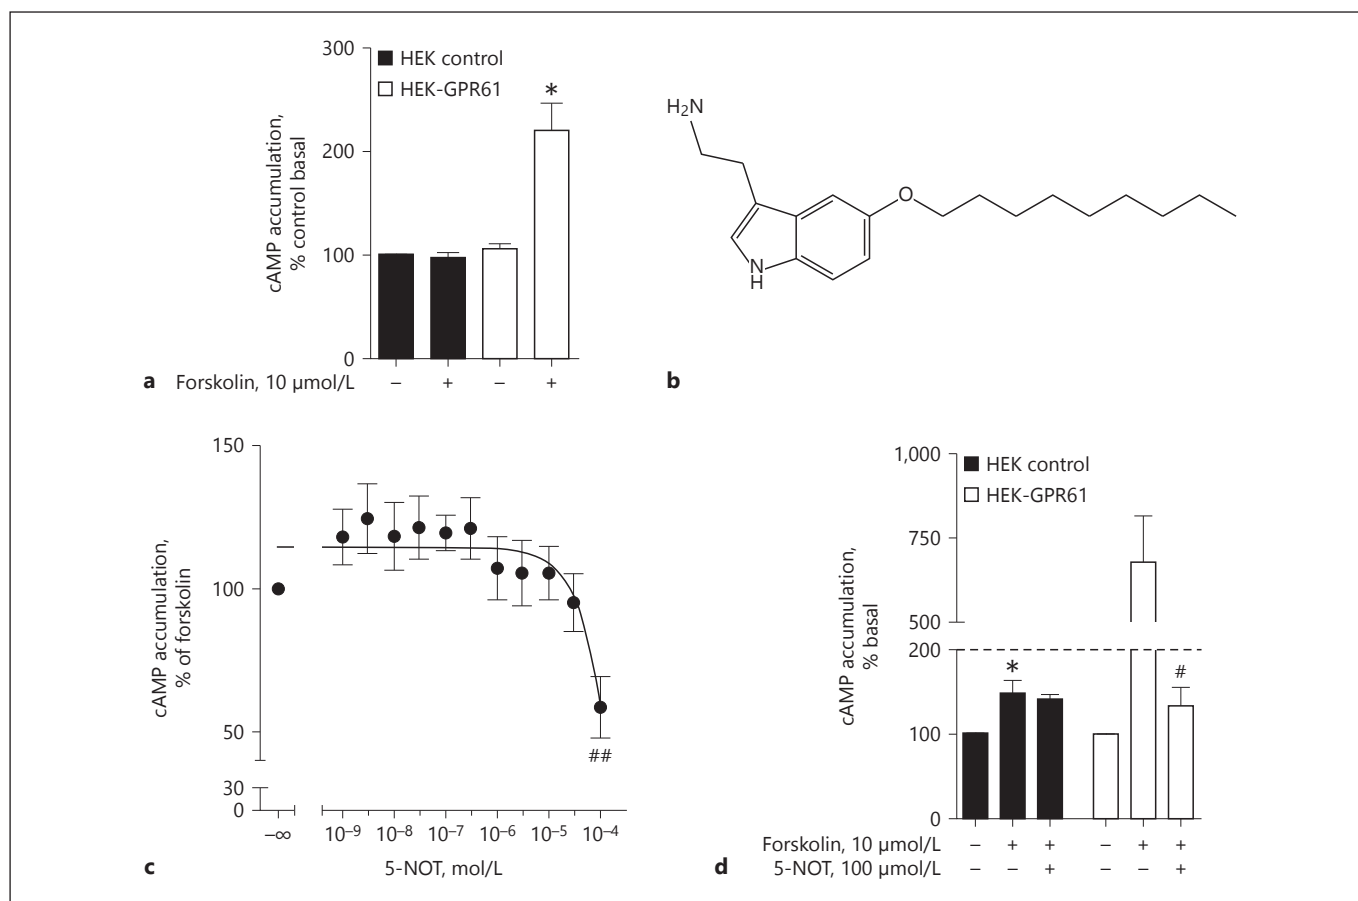 300
200
100
0
cAMP accumulation,
% control basal
HEK control
HEK-GPR61
*
a Forskolin, 10 µmol/L – + – +
H₂N
O
N
H
b
150
100
50
30
0
cAMP accumulation,
% of forskolin
##
–∞ 10⁻⁹ 10⁻⁸ 10⁻⁷ 10⁻⁶ 10⁻⁵ 10⁻⁴
c 5-NOT, mol/L
1,000
750
500
200
100
0
cAMP accumulation,
% basal
HEK control
HEK-GPR61
*
#
Forskolin, 10 µmol/L – + + – + +
d 5-NOT, 100 µmol/L – – + – – +